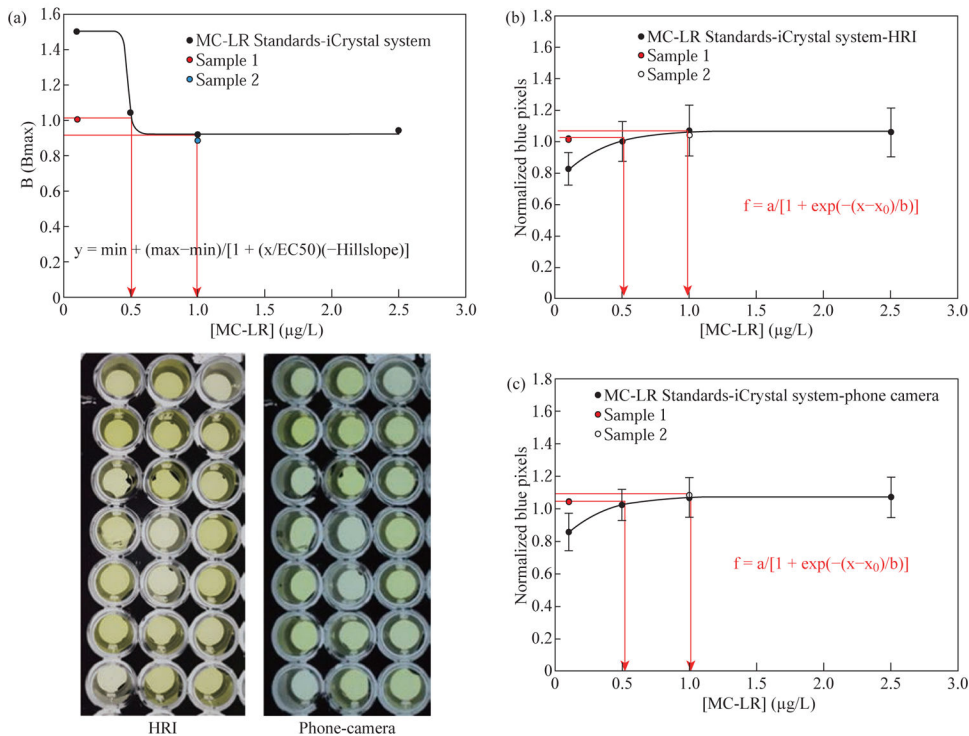 (a)
1.6
1.4
1.2
1.0
0.8
0.6
0.4
0.2
0
B (Bmax)
MC-LR Standards-iCrystal system
Sample 1
Sample 2
y = min + (max−min)/[1 + (x/EC50)(−Hillslope)]
0 0.5 1.0 1.5 2.0 2.5 3.0
[MC-LR] (μg/L)
HRI
Phone-camera
(b)
1.8
1.6
1.4
1.2
1.0
0.8
0.6
0.4
0.2
0
Normalized blue pixels
MC-LR Standards-iCrystal system-HRI
Sample 1
Sample 2
f = a/[1 + exp(−(x−x₀)/b)]
0 0.5 1.0 1.5 2.0 2.5 3.0
[MC-LR] (μg/L)
(c)
1.8
1.6
1.4
1.2
1.0
0.8
0.6
0.4
0.2
0
Normalized blue pixels
MC-LR Standards-iCrystal system-phone camera
Sample 1
Sample 2
f = a/[1 + exp(−(x−x₀)/b)]
0 0.5 1.0 1.5 2.0 2.5 3.0
[MC-LR] (μg/L)